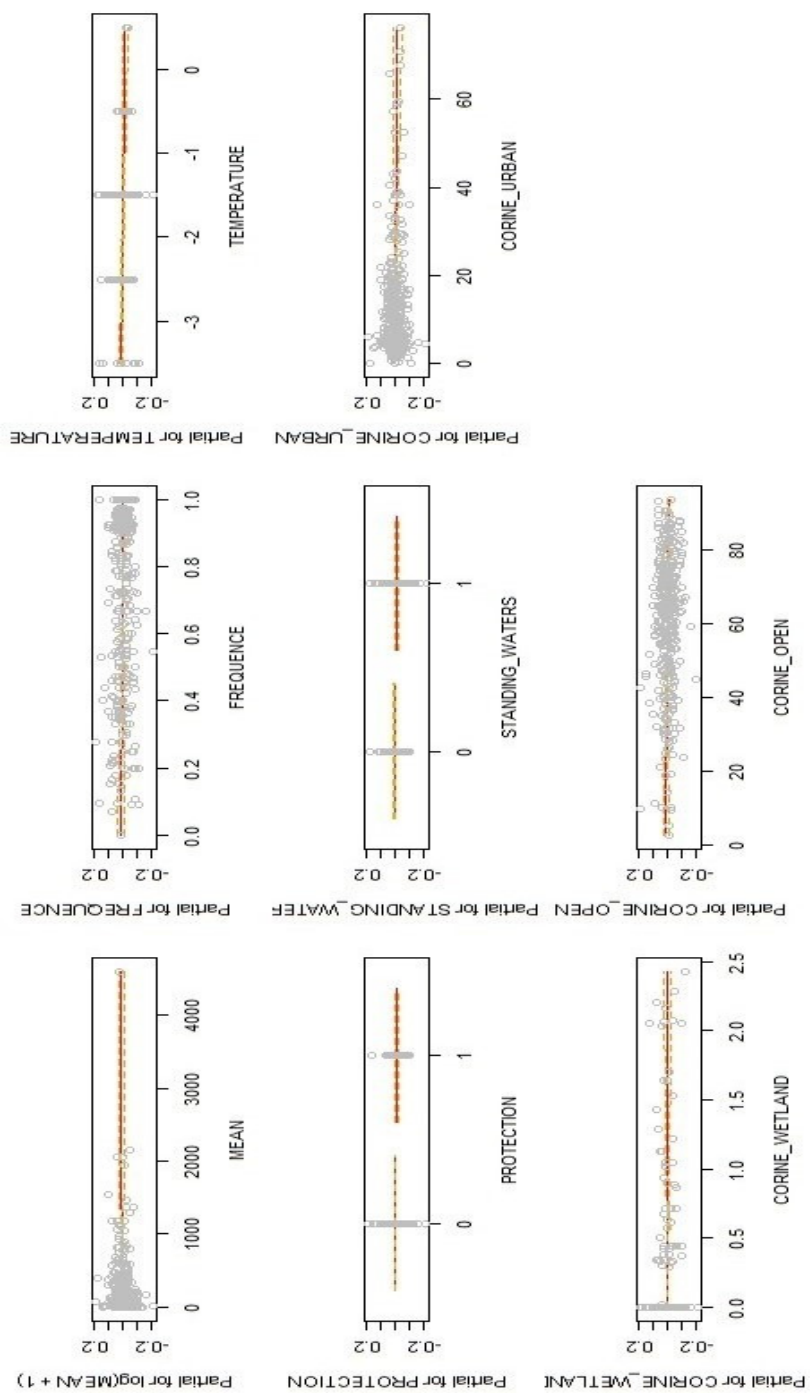 Partial for log(MEAN + 1)
0.2
-0.2
0 1000 2000 3000 4000
MEAN
Partial for FREQUENCE
0.2
-0.2
0.0 0.2 0.4 0.6 0.8 1.0
FREQUENCE
Partial for TEMPERATURE
0.2
-0.2
-3 -2 -1 0
TEMPERATURE
Partial for PROTECTION
0.2
-0.2
0 1
PROTECTION
Partial for STANDING_WATER
0.2
-0.2
0 1
STANDING_WATERS
Partial for CORINE_URBAN
0.2
-0.2
0 20 40 60
CORINE_URBAN
Partial for CORINE_WETLAND
0.2
-0.2
0.0 0.5 1.0 1.5 2.0 2.5
CORINE_WETLAND
Partial for CORINE_OPEN
0.2
-0.2
0 20 40 60 80
CORINE_OPEN